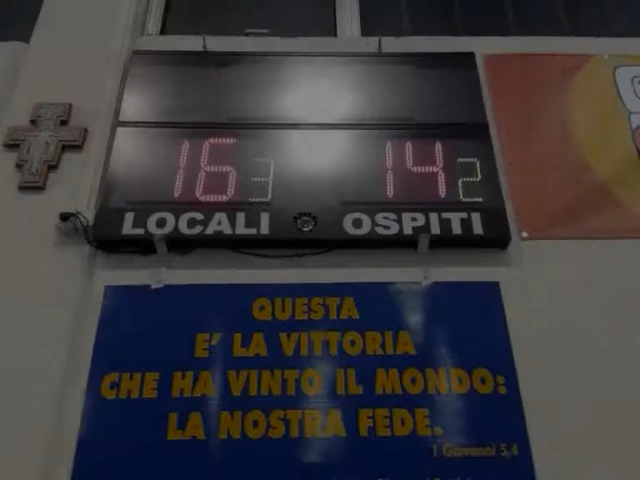 16 3 14 2
LOCALI OSPITI
QUESTA
E' LA VITTORIA
CHE HA VINTO IL MONDO:
LA NOSTRA FEDE.
1 Giovanni 5,4